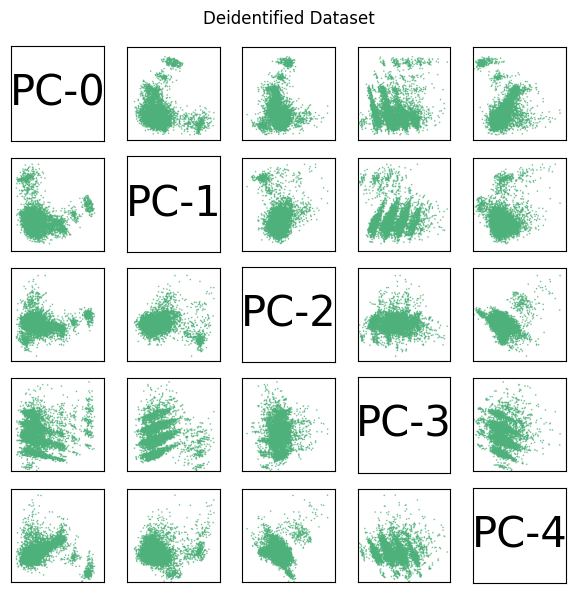 Deidentified Dataset
PC-0
PC-1
PC-2
PC-3
PC-4